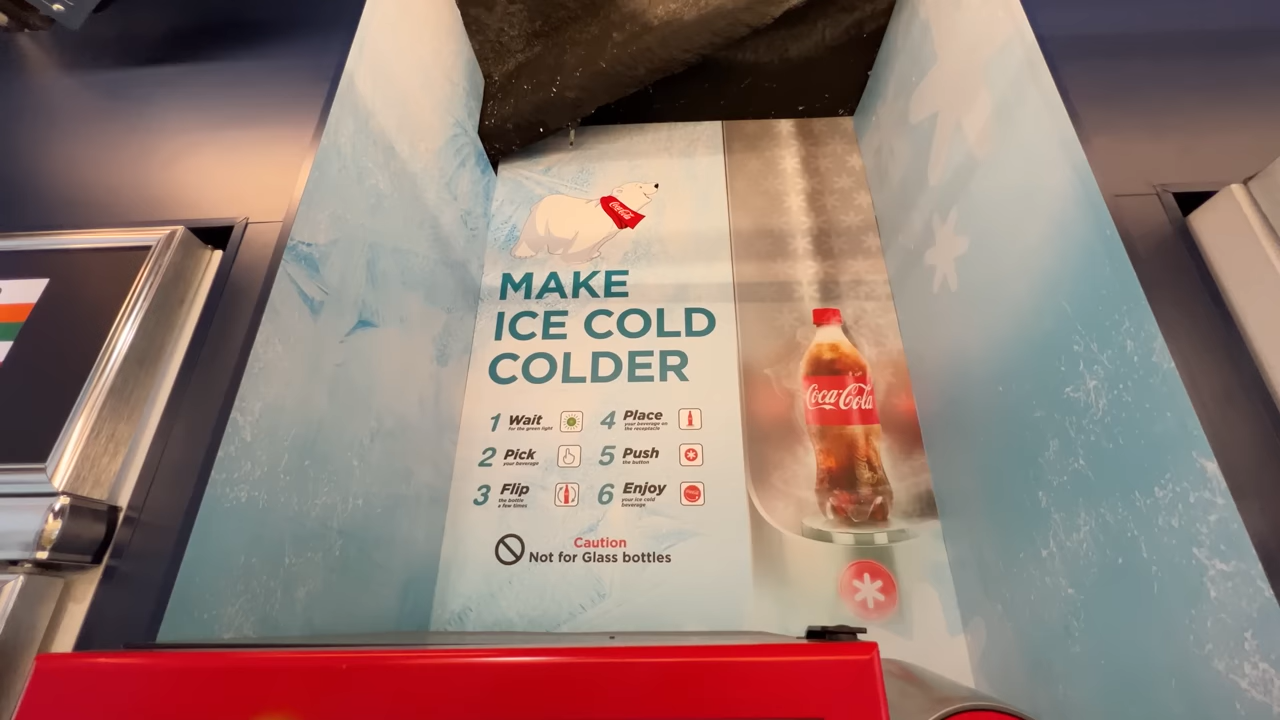 Coca-Cola
MAKE
ICE COLD
COLDER
1 Wait
for the green light
2 Pick
your beverage
3 Flip
the bottle
a few times
4 Place
your beverage on
the receptacle
5 Push
the button
6 Enjoy
your ice cold
beverage
Caution
Not for Glass bottles
Coca-Cola